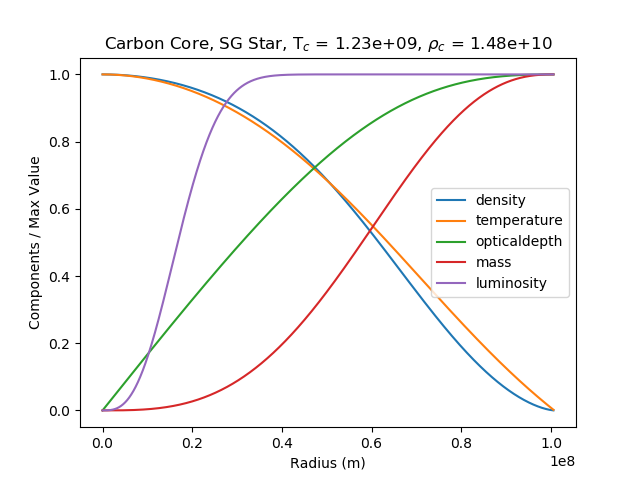 Carbon Core, SG Star, T_c = 1.23e+09, ρ_c = 1.48e+10
Components / Max Value
1.0
0.8
0.6
0.4
0.2
0.0
density
temperature
opticaldepth
mass
luminosity
0.0 0.2 0.4 0.6 0.8 1.0
1e8
Radius (m)